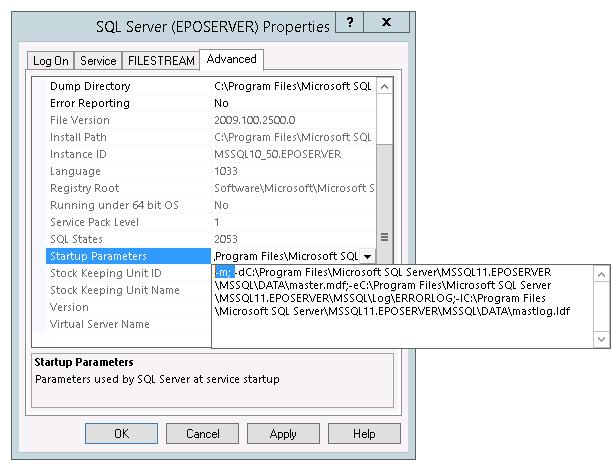 SQL Server (EPOSERVER) Properties ? x
Log On Service FILESTREAM Advanced
Dump Directory C:\Program Files\Microsoft SQL
Error Reporting No
File Version 2009.100.2500.0
Install Path C:\Program Files\Microsoft SQL
Instance ID MSSQL10_50.EPOSERVER
Language 1033
Registry Root Software\Microsoft\Microsoft S
Running under 64 bit OS No
Service Pack Level 1
SQL States 2053
Startup Parameters Program Files\Microsoft SQL
Stock Keeping Unit ID
Stock Keeping Unit Name
Version
Virtual Server Name
-m; -dC:\Program Files\Microsoft SQL Server\MSSQL11.EPOSERVER
\MSSQL\DATA\master.mdf;-eC:\Program Files\Microsoft SQL Server
\MSSQL11.EPOSERVER\MSSQL\Log\ERRORLOG;-lC:\Program Files
\Microsoft SQL Server\MSSQL11.EPOSERVER\MSSQL\DATA\mastlog.ldf
Startup Parameters
Parameters used by SQL Server at service startup
OK Cancel Apply Help